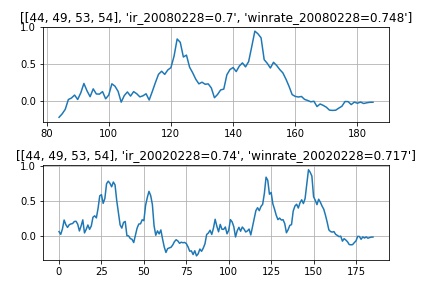 [[44, 49, 53, 54], 'ir_20080228=0.7', 'winrate_20080228=0.748']
1.0
0.5
0.0
80 100 120 140 160 180
[[44, 49, 53, 54], 'ir_20020228=0.74', 'winrate_20020228=0.717']
1.0
0.5
0.0
0 25 50 75 100 125 150 175